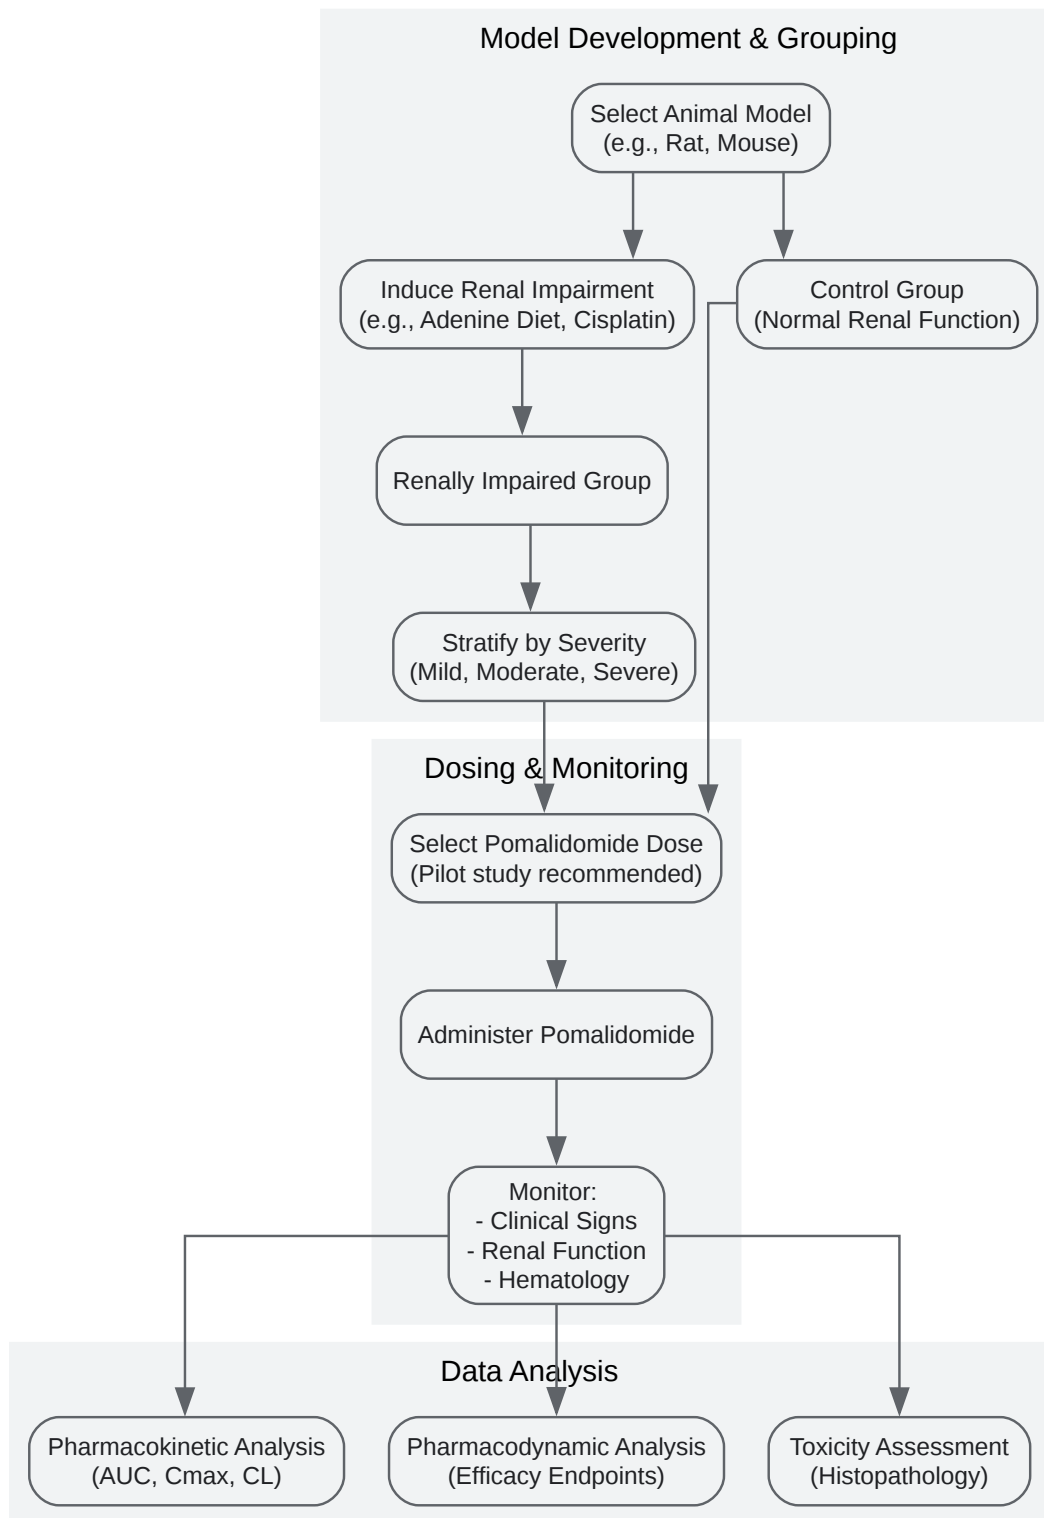 Model Development & Grouping
Select Animal Model
(e.g., Rat, Mouse)
Induce Renal Impairment
(e.g., Adenine Diet, Cisplatin)
Control Group
(Normal Renal Function)
Renally Impaired Group
Stratify by Severity
(Mild, Moderate, Severe)
Dosing & Monitoring
Select Pomalidomide Dose
(Pilot study recommended)
Administer Pomalidomide
Monitor:
- Clinical Signs
- Renal Function
- Hematology
Data Analysis
Pharmacokinetic Analysis
(AUC, Cmax, CL)
Pharmacodynamic Analysis
(Efficacy Endpoints)
Toxicity Assessment
(Histopathology)